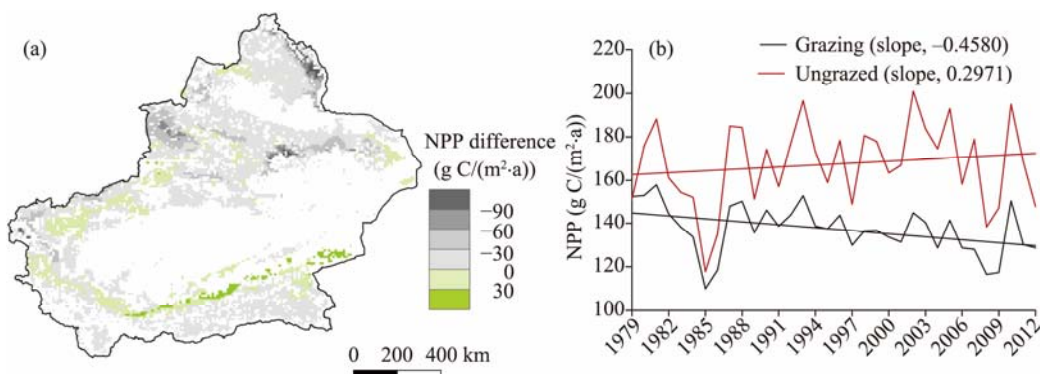 (a)
NPP difference
(g C/(m²·a))
−90
−60
−30
0
30
0 200 400 km
(b)
Grazing (slope, −0.4580)
Ungrazed (slope, 0.2971)
NPP (g C/(m²·a))
220
200
180
160
140
120
100
1979 1982 1985 1988 1991 1994 1997 2000 2003 2006 2009 2012